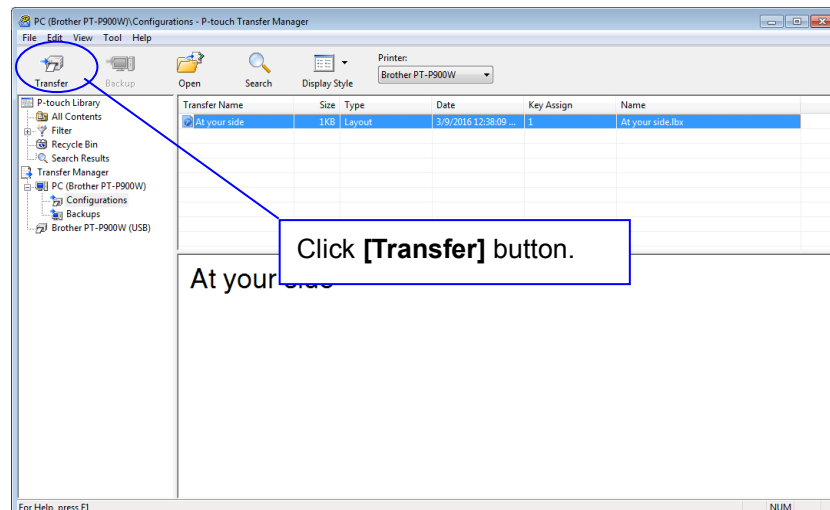 PC (Brother PT-P900W)\Configurations - P-touch Transfer Manager
File Edit View Tool Help
Transfer Backup Open Search Display Style Printer:
Brother PT-P900W
P-touch Library
All Contents
Filter
Recycle Bin
Search Results
Transfer Manager
PC (Brother PT-P900W)
Configurations
Backups
Brother PT-P900W (USB)
Transfer Name Size Type Date Key Assign Name
At your side 1KB Layout 3/9/2016 12:38:09 ... 1 At your side.lbx
Click [Transfer] button.
At your side
For Help, press F1 NUM